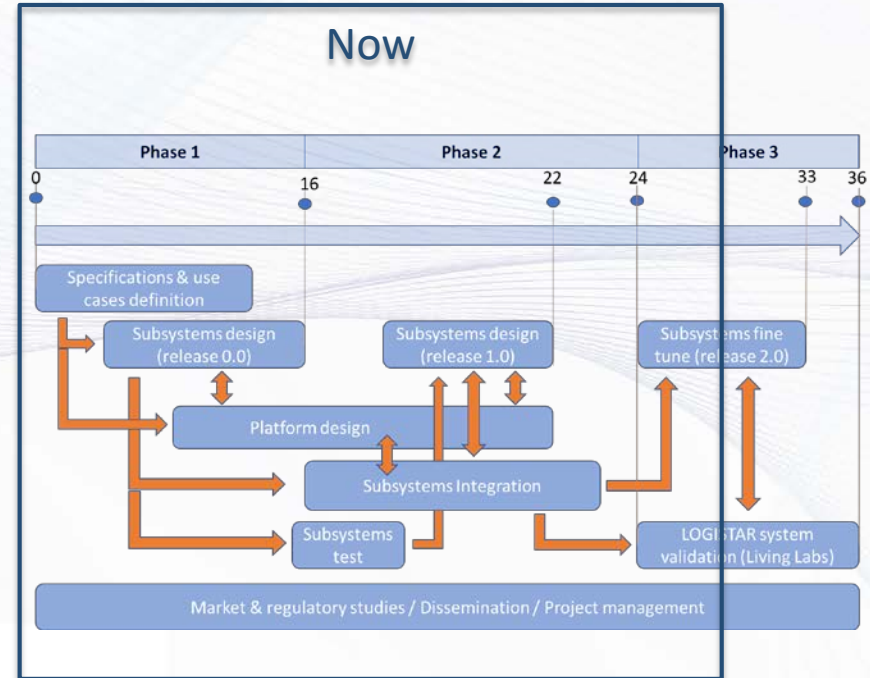 Now
Phase 1
Phase 2
Phase 3
0
16
22
24
33
36
Specifications & use
cases definition
Subsystems design
(release 0.0)
Subsystems design
(release 1.0)
Subsystems fine
tune (release 2.0)
Platform design
Subsystems Integration
Subsystems
test
LOGISTAR system
validation (Living Labs)
Market & regulatory studies / Dissemination / Project management